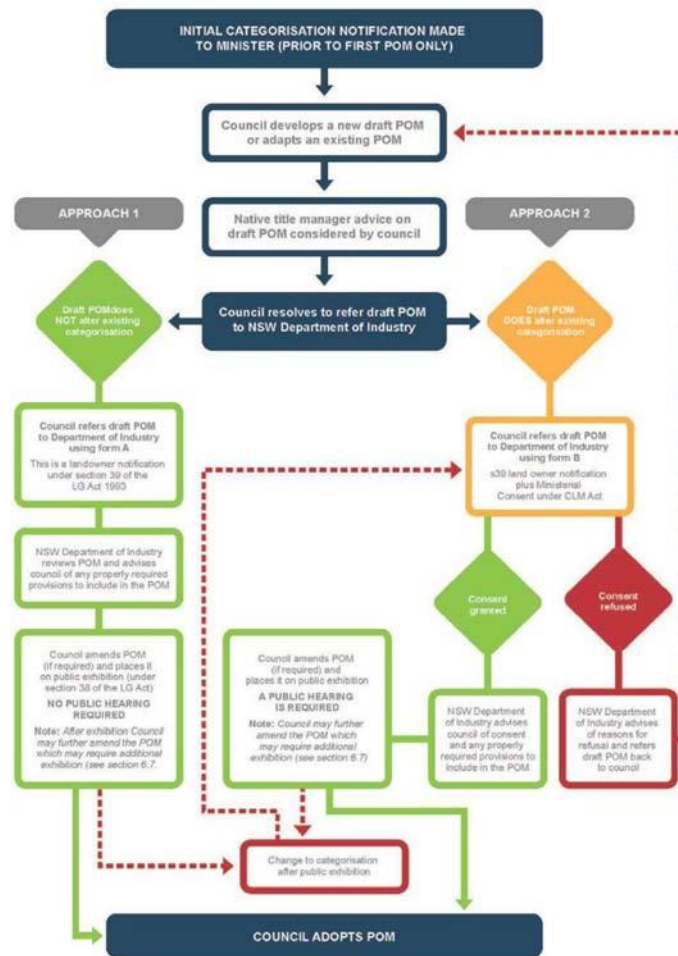 INITIAL CATEGORISATION NOTIFICATION MADE
TO MINISTER (PRIOR TO FIRST POM ONLY)
Council develops a new draft POM
or adapts an existing POM
APPROACH 1
Native title manager advice on
draft POM considered by council
APPROACH 2
Draft POMdoes
NOT alter existing
categorisation
Council resolves to refer draft POM
to NSW Department of Industry
Draft POM
DOES alter existing
categorisation
Council refers draft POM
to Department of Industry
using form A
This is a landowner notification
under section 39 of the
LG Act 1993
Council refers draft POM
to Department of Industry
using form B
s39 land owner notification
plus Ministerial
Consent under CLM Act
NSW Department of Industry
reviews POM and advises
council of any properly required
provisions to include in the POM
Consent
granted
Consent
refused
Council amends POM
(if required) and places it
on public exhibition (under
section 38 of the LG Act)
NO PUBLIC HEARING
REQUIRED
Note: After exhibition Council
may further amend the POM
which may require additional
exhibition (see section 6.7.
Council amends POM
(if required) and
places it on public exhibition
A PUBLIC HEARING
IS REQUIRED
Note: Council may further
amend the POM which
may require additional
exhibition (see section 6.7)
NSW Department
of Industry advises
council of consent
and any properly
required provisions to
include in the POM
NSW Department
of Industry advises
of reasons for
refusal and refers
draft POM back
to council
Change to categorisation
after public exhibition
COUNCIL ADOPTS POM